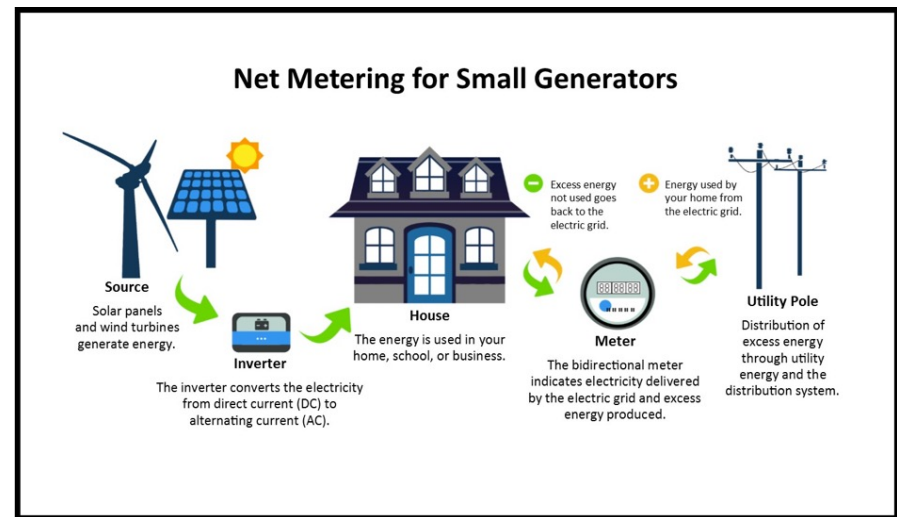 Net Metering for Small Generators
Excess energy
not used goes
back to the
electric grid.
Energy used by
your home from
the electric grid.
Source
Solar panels
and wind turbines
generate energy.
Inverter
The inverter converts the electricity
from direct current (DC) to
alternating current (AC).
House
The energy is used in your
home, school, or business.
Meter
The bidirectional meter
indicates electricity delivered
by the electric grid and excess
energy produced.
Utility Pole
Distribution of
excess energy
through utility
energy and the
distribution system.